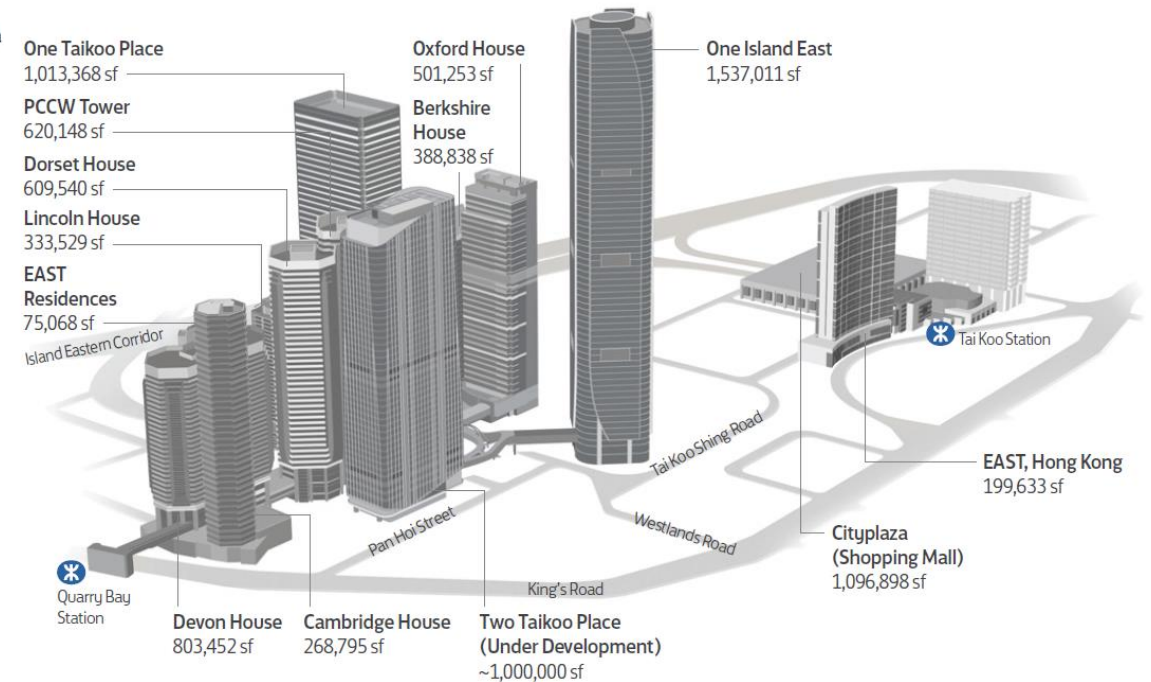 One Taikoo Place
1,013,368 sf
PCCW Tower
620,148 sf
Dorset House
609,540 sf
Lincoln House
333,529 sf
EAST
Residences
75,068 sf
Island Eastern Corridor
Oxford House
501,253 sf
Berkshire
House
388,838 sf
One Island East
1,537,011 sf
Tai Koo Station
Tai Koo Shing Road
EAST, Hong Kong
199,633 sf
Westlands Road
Pan Hoi Street
Cityplaza
(Shopping Mall)
1,096,898 sf
King's Road
Quarry Bay
Station
Devon House
803,452 sf
Cambridge House
268,795 sf
Two Taikoo Place
(Under Development)
~1,000,000 sf